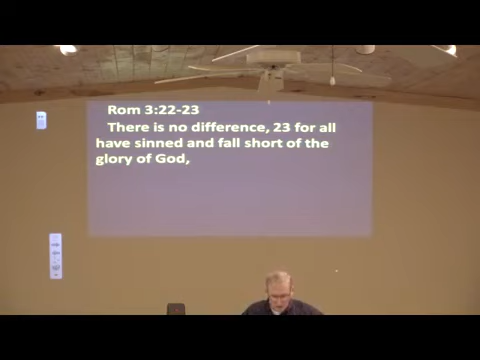 Rom 3:22-23
There is no difference, 23 for all
have sinned and fall short of the
glory of God,